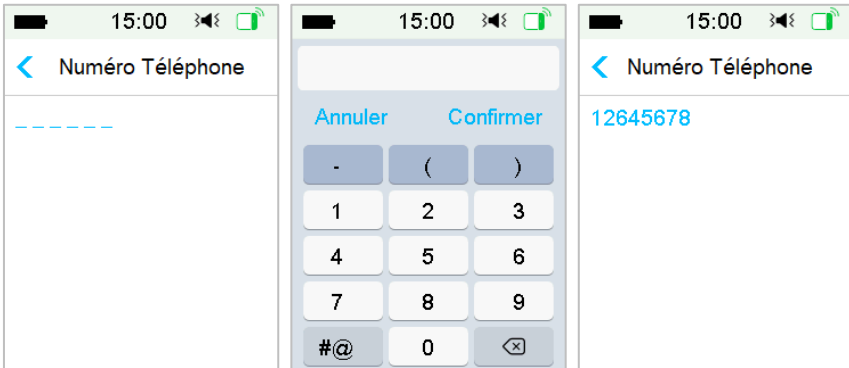 15:00
Numéro Téléphone
_ _ _ _ _ _
15:00
Annuler Confirmer
- ( )
1 2 3
4 5 6
7 8 9
#@ 0
15:00
Numéro Téléphone
12645678